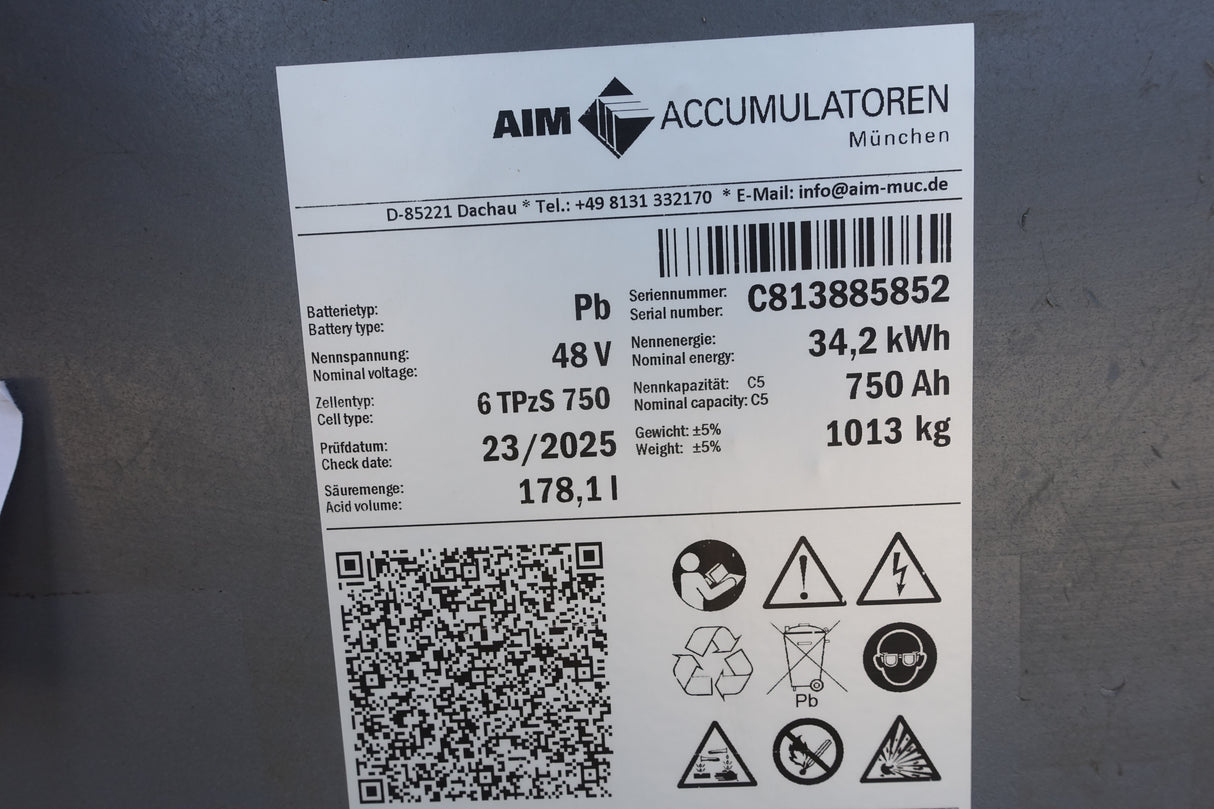 AIM ACCUMULATOREN
München
D-85221 Dachau * Tel.: +49 8131 332170 * E-Mail: info@aim-muc.de
Batterietyp:
Battery type:
Pb
Seriennummer:
Serial number:
C813885852
Nennspannung:
Nominal voltage:
48 V
Nennenergie:
Nominal energy:
34,2 kWh
Zellentyp:
Cell type:
6 TPzS 750
Nennkapazität: C5
Nominal capacity: C5
750 Ah
Prüfdatum:
Check date:
23/2025
Gewicht: ±5%
Weight: ±5%
1013 kg
Säuremenge:
Acid volume:
178,1 l
Pb